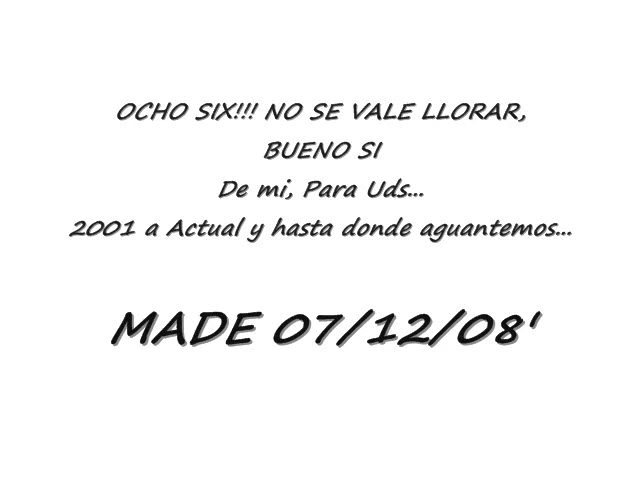 OCHO SIX!!! NO SE VALE LLORAR,
BUENO SI
De mi, Para Uds...
2001 a Actual y hasta donde aguantemos...
MADE 07/12/08'